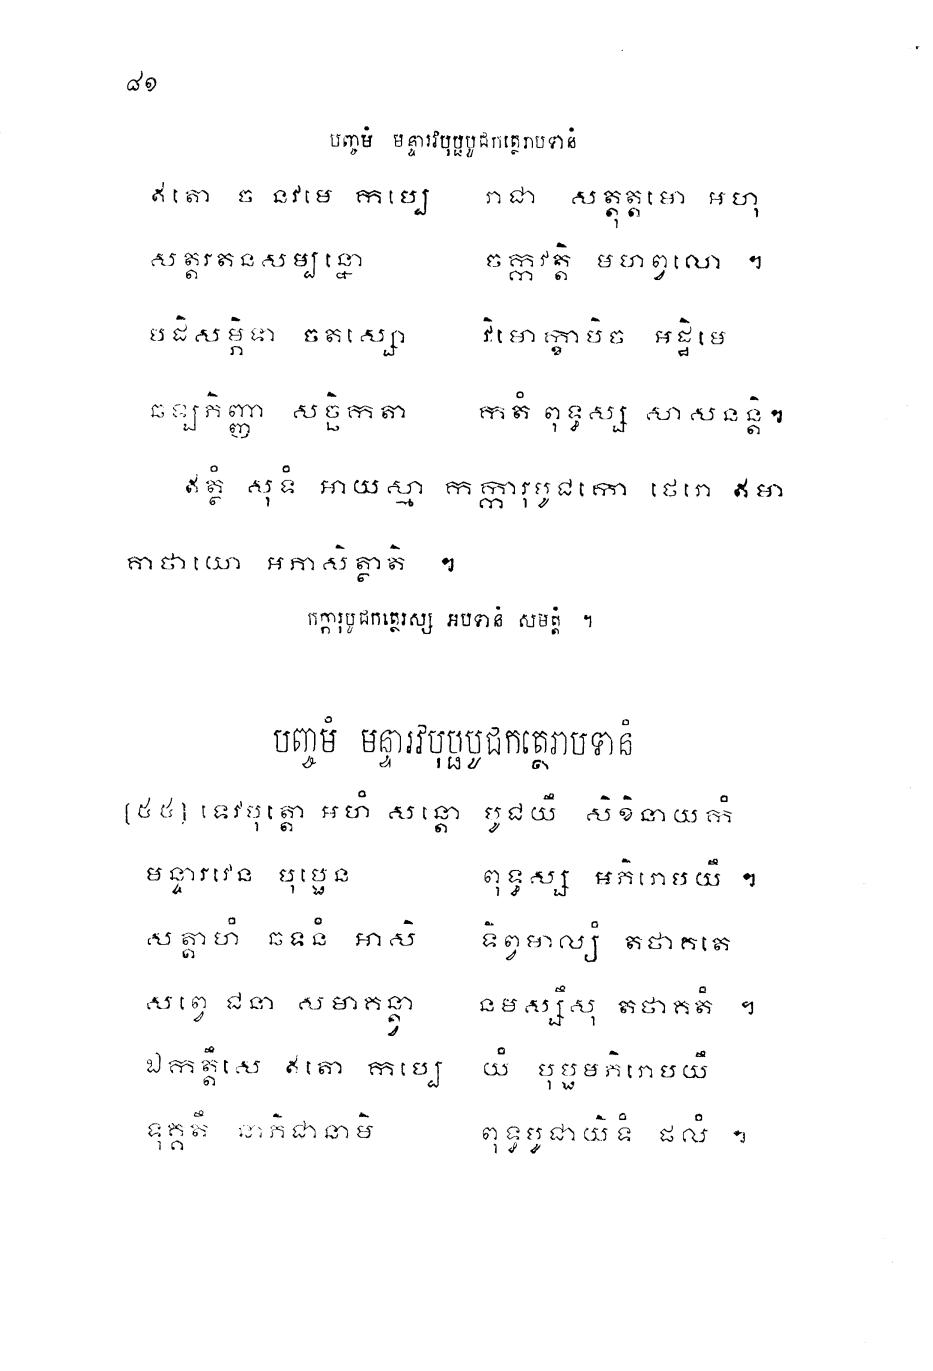 ៨១
បញ្ចមំ មន្ទារវិបុប្ផបូជកត្ថេរាបទានំ
ឥតោ ច នវមេ កប្បេ រាជា សត្តុត្តមោ អហុ
សត្តរតនសម្បន្នោ ចក្កវត្តិ មហព្វលោ ។
បដិសម្ភិទា ចតស្សោ វិមោក្ខាបិច អដ្ឋិមេ
ឆឡភិញ្ញា សច្ឆិកតា កតំ ពុទ្ធស្ស សាសនន្តិ។
ឥត្ថំ សុទំ អាយស្មា កក្ការុបូជកោ ថេរោ ឥមា
គាថាយោ អភាសិត្ថាតិ ។
កក្ការុបូជកត្ថេរស្ស អបទានំ សមត្តំ ។
បញ្ចមំ មន្ទារវិបុប្ផបូជកត្ថេរាបទានំ
[៥៥] ទេវបុត្តោ អហំ សន្តោ បូជយឹ សិខិនាយកំ
មន្ទារវេន បុប្ផេន ពុទ្ធស្ស អភិរោបយឹ ។
សត្តាហំ ឆទនំ អាសិ ទិព្វមាល្យំ តថាគតេ
សព្វេ ជនា សមាគន្ត្វា នមស្សឹសុ តថាគតំ ។
ឯកត្តឹសេ ឥតោ កប្បេ យំ បុប្ផមភិរោបយឹ
ទុគ្គតឹ នាភិជានាមិ ពុទ្ធបូជាយិទំ ផលំ ។